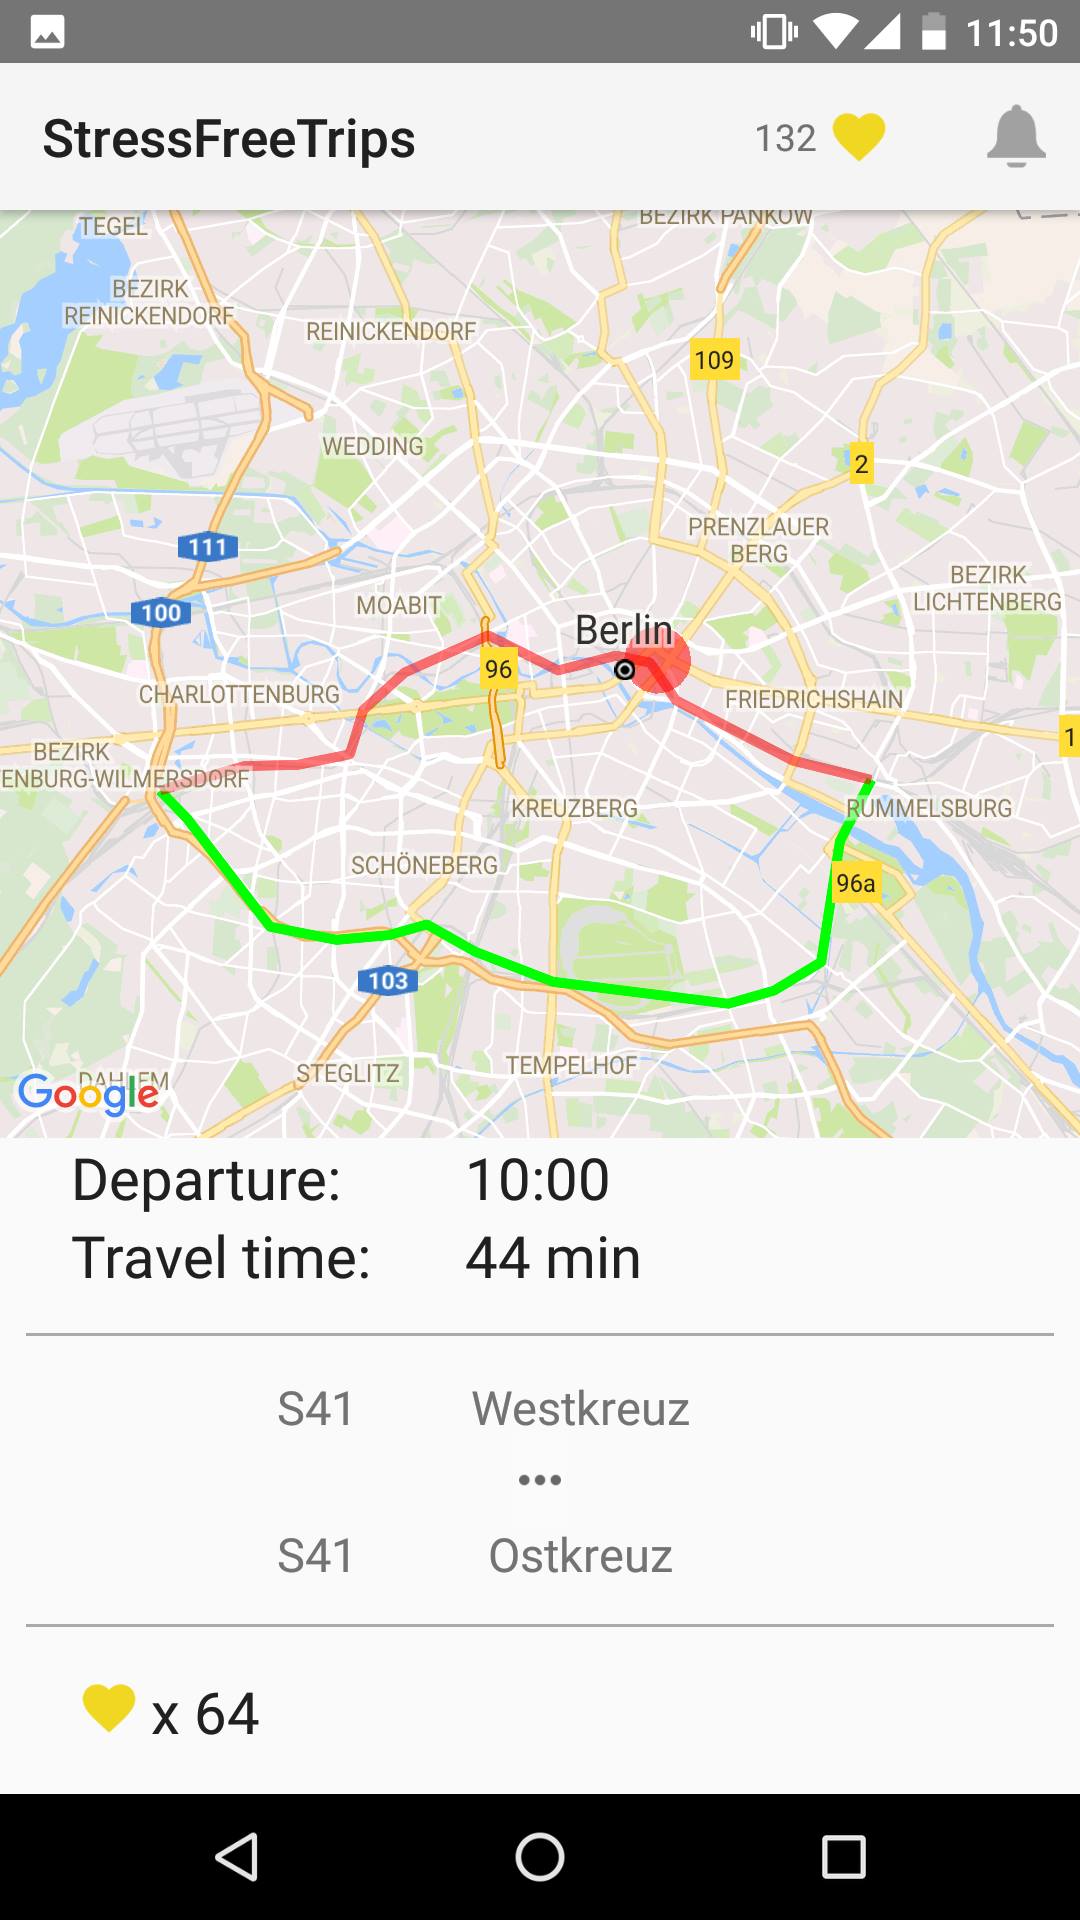 11:50
StressFreeTrips 132
BEZIRK PANKOW
TEGEL
BEZIRK
REINICKENDORF
REINICKENDORF
109
WEDDING
2
PRENZLAUER
BERG
111
BEZIRK
LICHTENBERG
100
MOABIT
Berlin
96
CHARLOTTENBURG
FRIEDRICHSHAIN
1
BEZIRK
ENBURG-WILMERSDORF
KREUZBERG
RUMMELSBURG
SCHÖNEBERG
96a
103
TEMPELHOF
STEGLITZ
DAHLEM
Google
Departure: 10:00
Travel time: 44 min
S41 Westkreuz
•••
S41 Ostkreuz
x 64